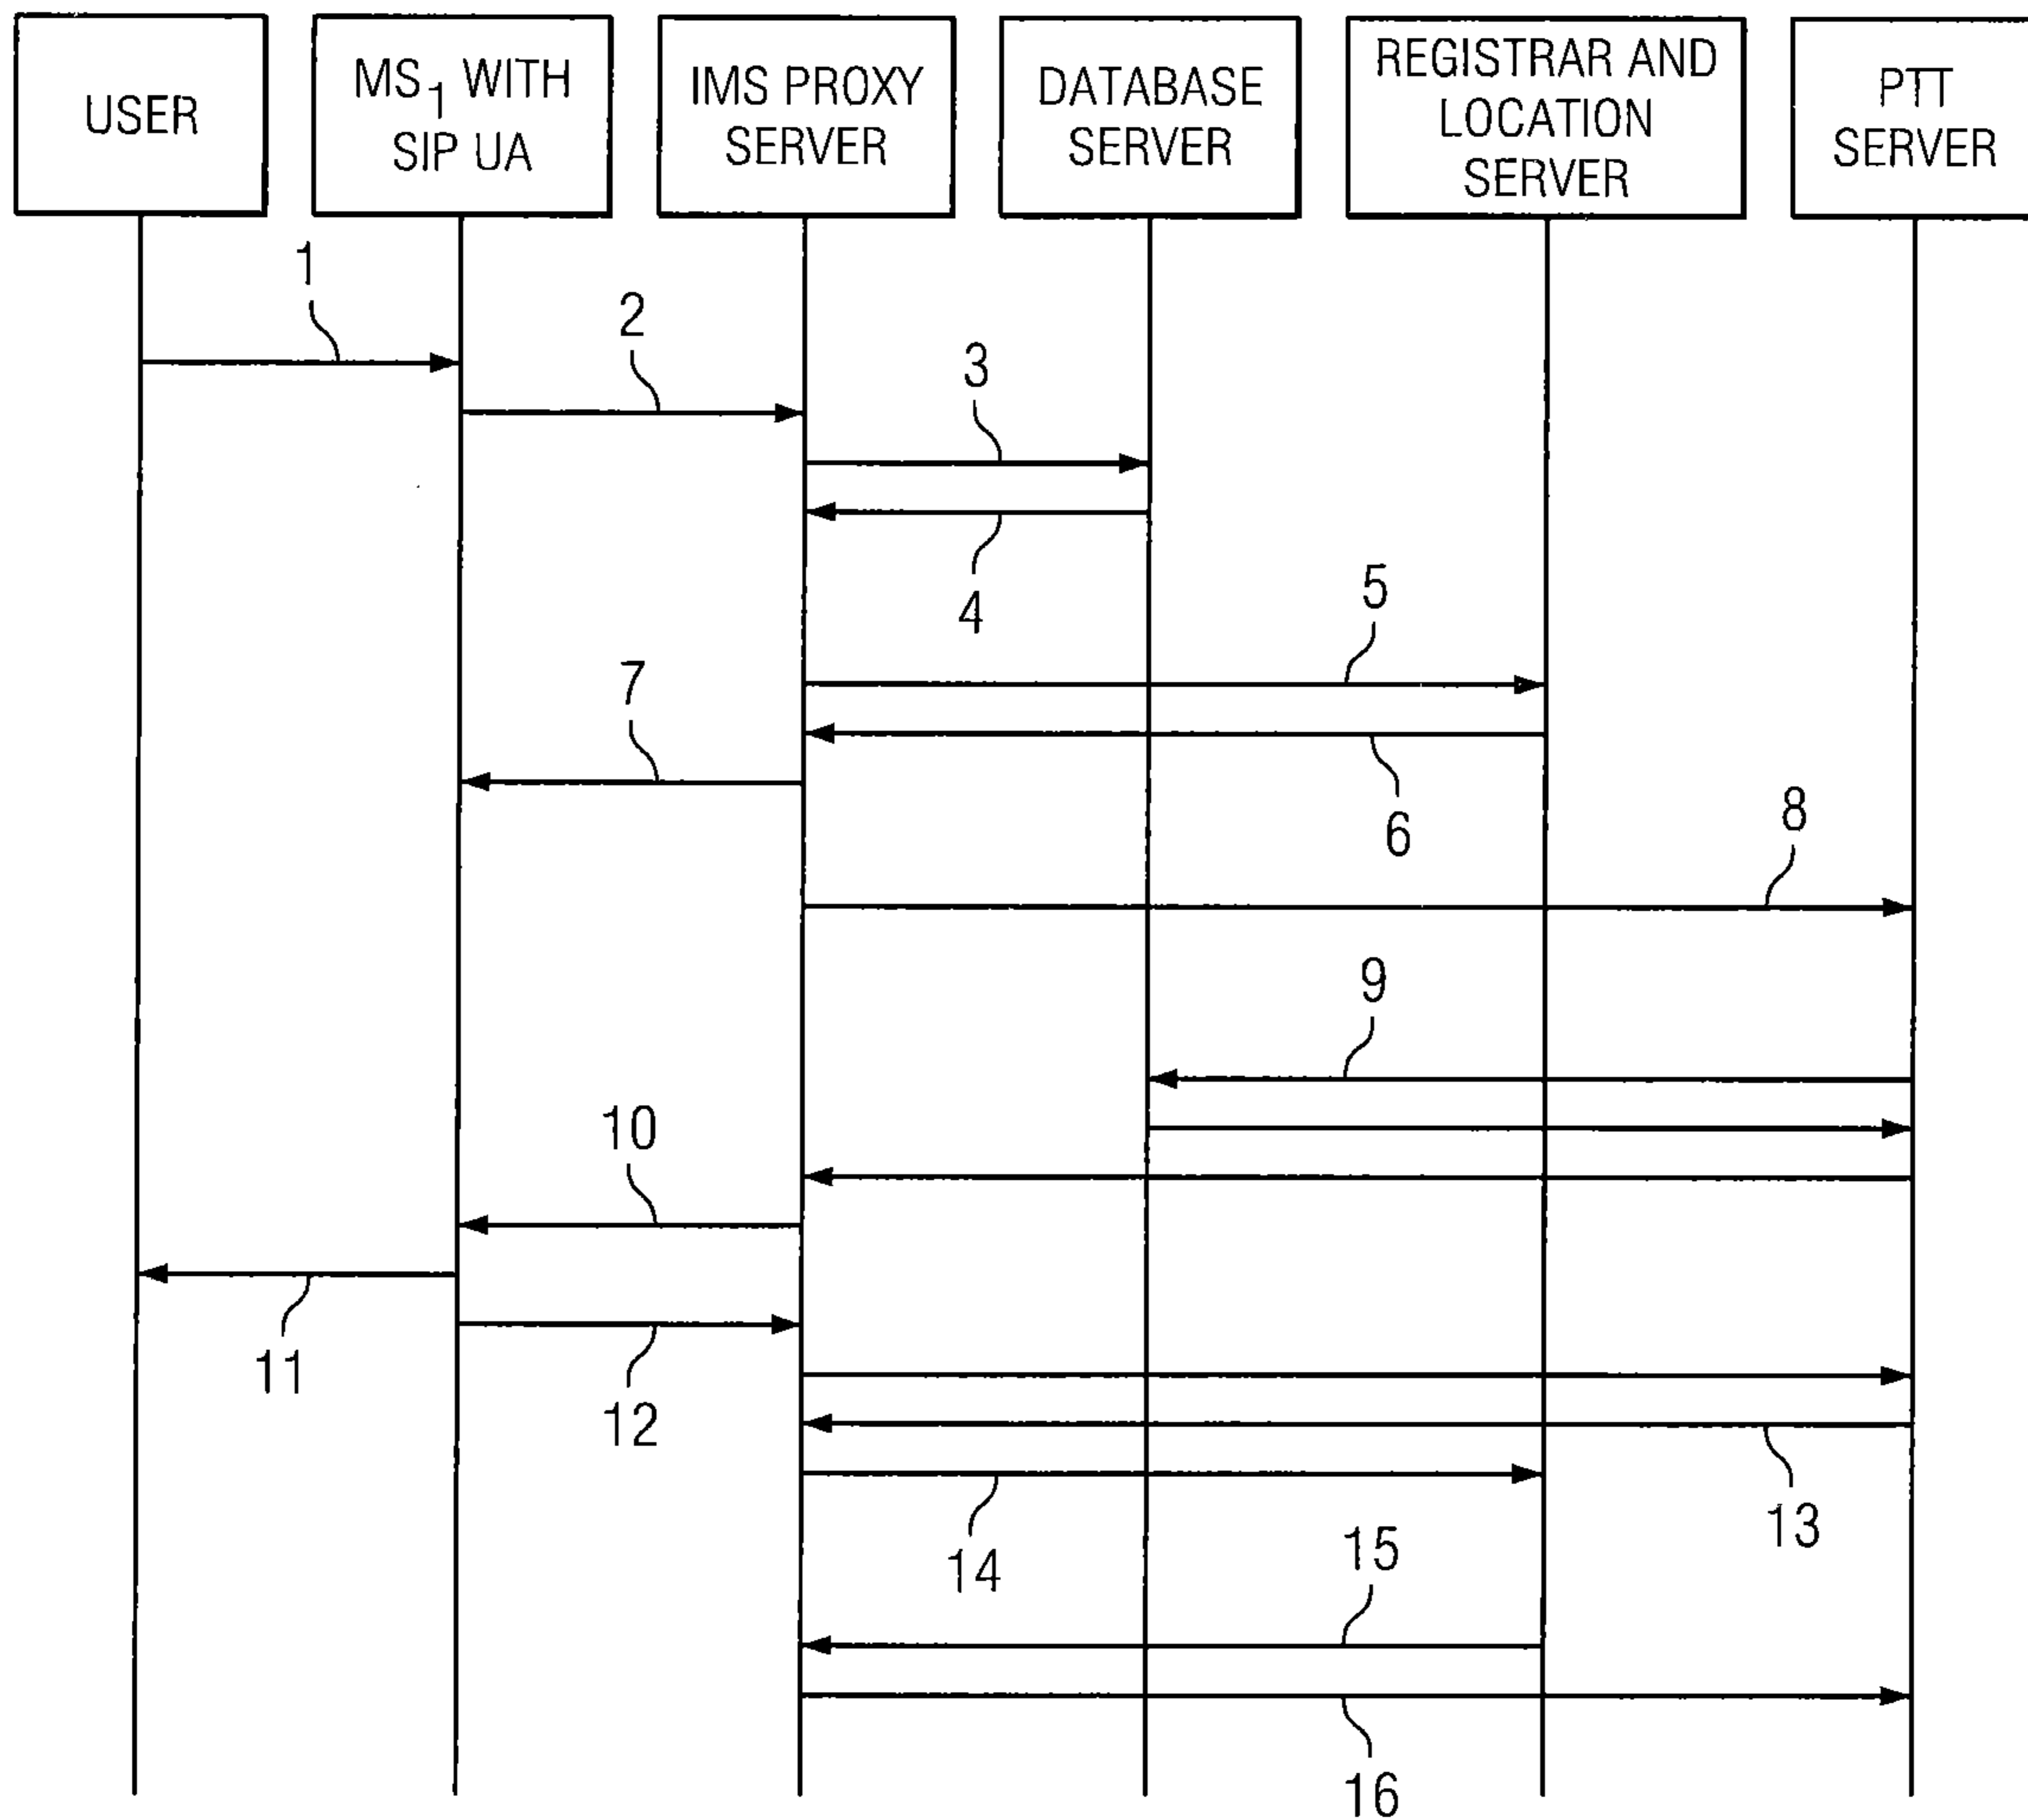 USER
MS1 WITH
SIP UA
IMS PROXY
SERVER
DATABASE
SERVER
REGISTRAR AND
LOCATION
SERVER
PTT
SERVER
1
2
3
4
5
7
6
8
9
10
11
12
13
14
15
16